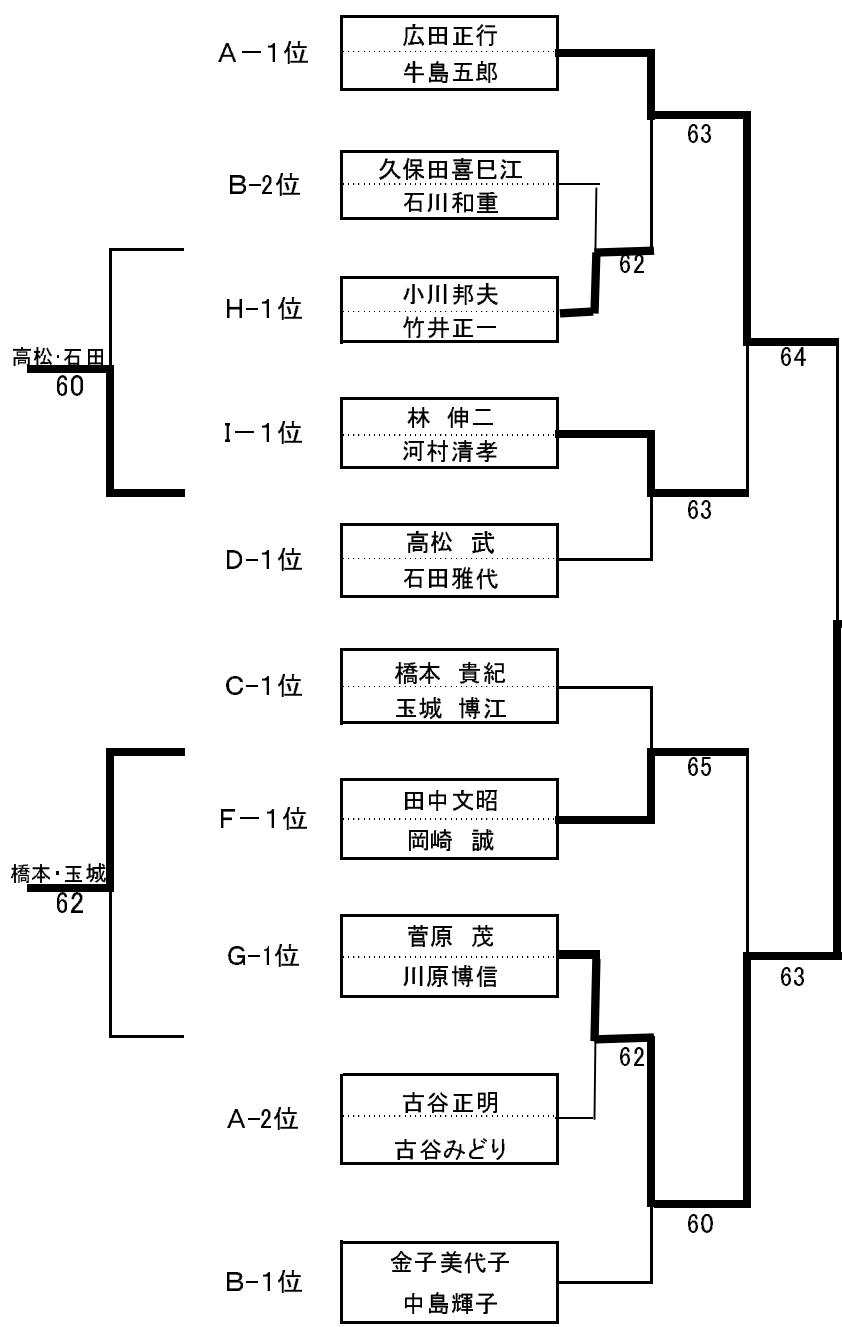 A－1位
広田正行
牛島五郎
63
B-2位
久保田喜巳江
石川和重
62
H-1位
小川邦夫
竹井正一
高松･石田
60
64
I－1位
林 伸二
河村清孝
63
D-1位
高松 武
石田雅代
C-1位
橋本 貴紀
玉城 博江
65
F－1位
田中文昭
岡崎 誠
橋本･玉城
62
G-1位
菅原 茂
川原博信
63
62
A-2位
古谷正明
古谷みどり
60
B-1位
金子美代子
中島輝子